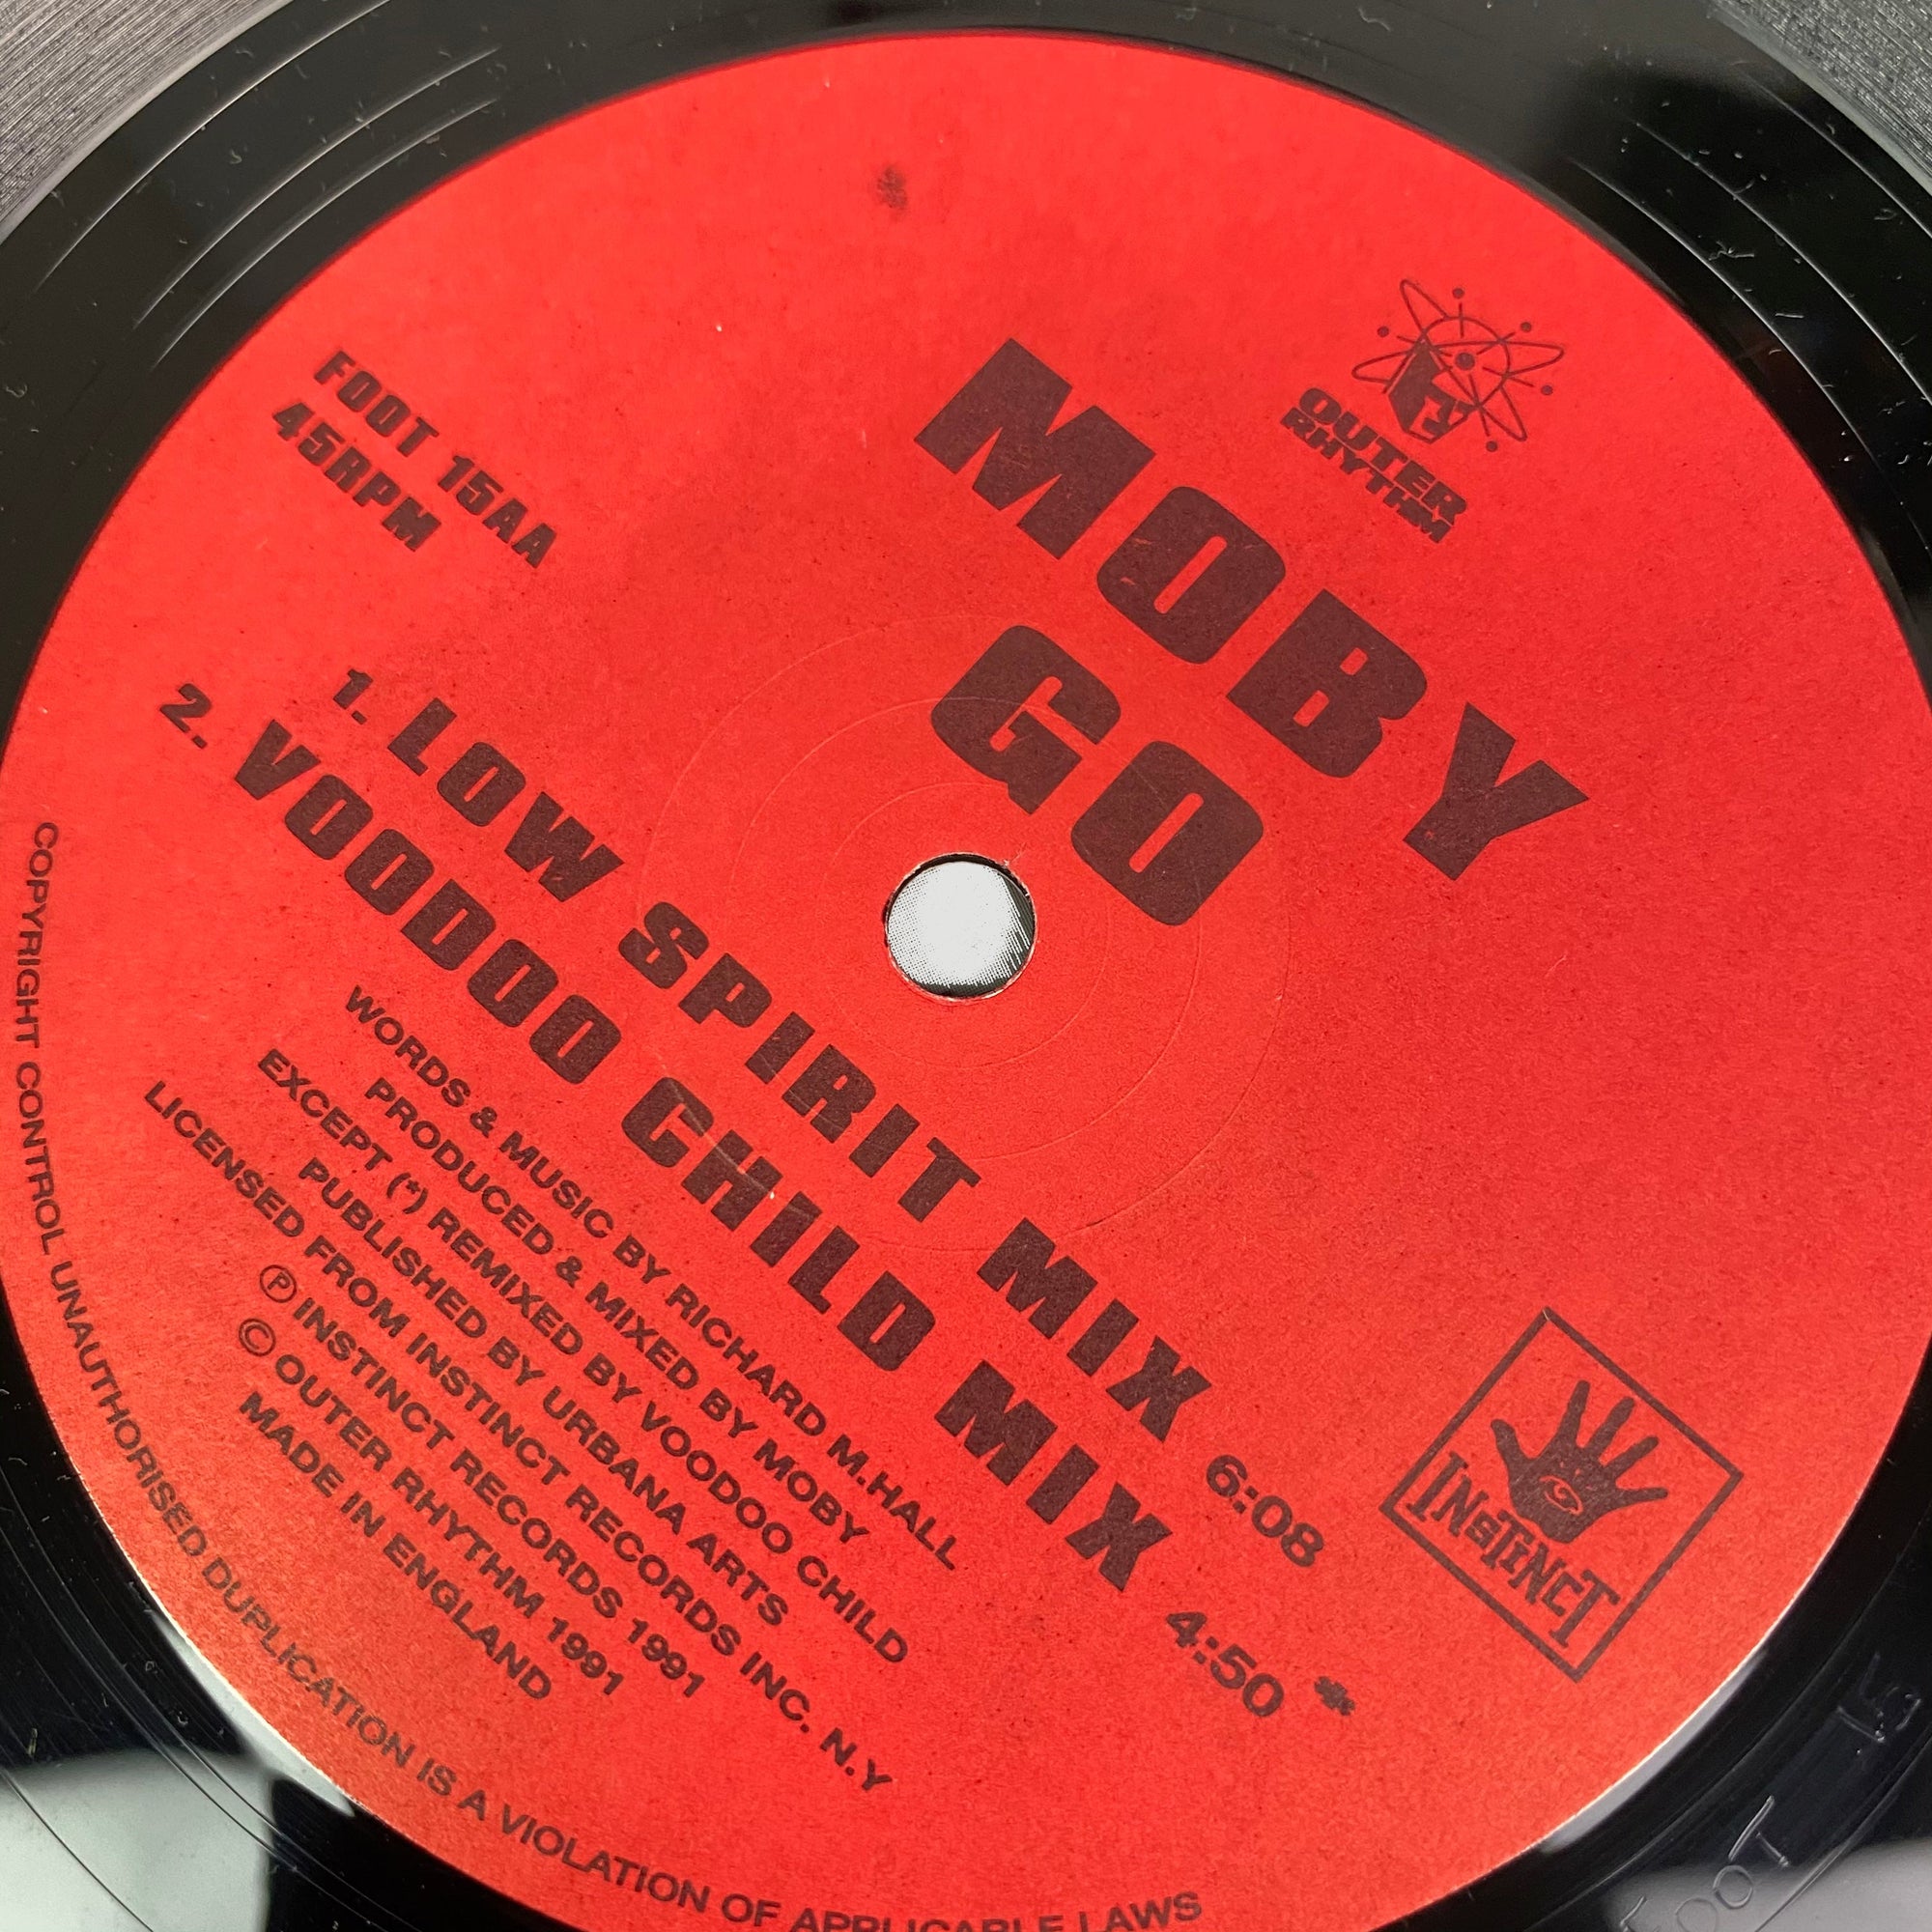 OUTER
RHYTHM
MOBY
GO
FOOT 15AA
45RPM
1. LOW SPIRIT MIX 6:08
2. VOODOO CHILD MIX 4:50 *
WORDS & MUSIC BY RICHARD M.HALL
PRODUCED & MIXED BY MOBY
EXCEPT (*) REMIXED BY VOODOO CHILD
PUBLISHED BY URBANA ARTS
LICENSED FROM INSTINCT RECORDS INC. N.Y
Ⓟ INSTINCT RECORDS 1991
© OUTER RHYTHM 1991
MADE IN ENGLAND
INSTINCT
COPYRIGHT CONTROL UNAUTHORISED DUPLICATION IS A VIOLATION OF APPLICABLE LAWS
FOOT